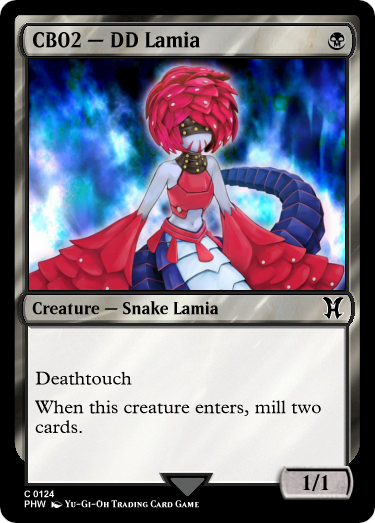 CB02 — DD Lamia
Creature — Snake Lamia
Deathtouch
When this creature enters, mill two
cards.
1/1
C 0124
PHW Yu-Gi-Oh Trading Card Game